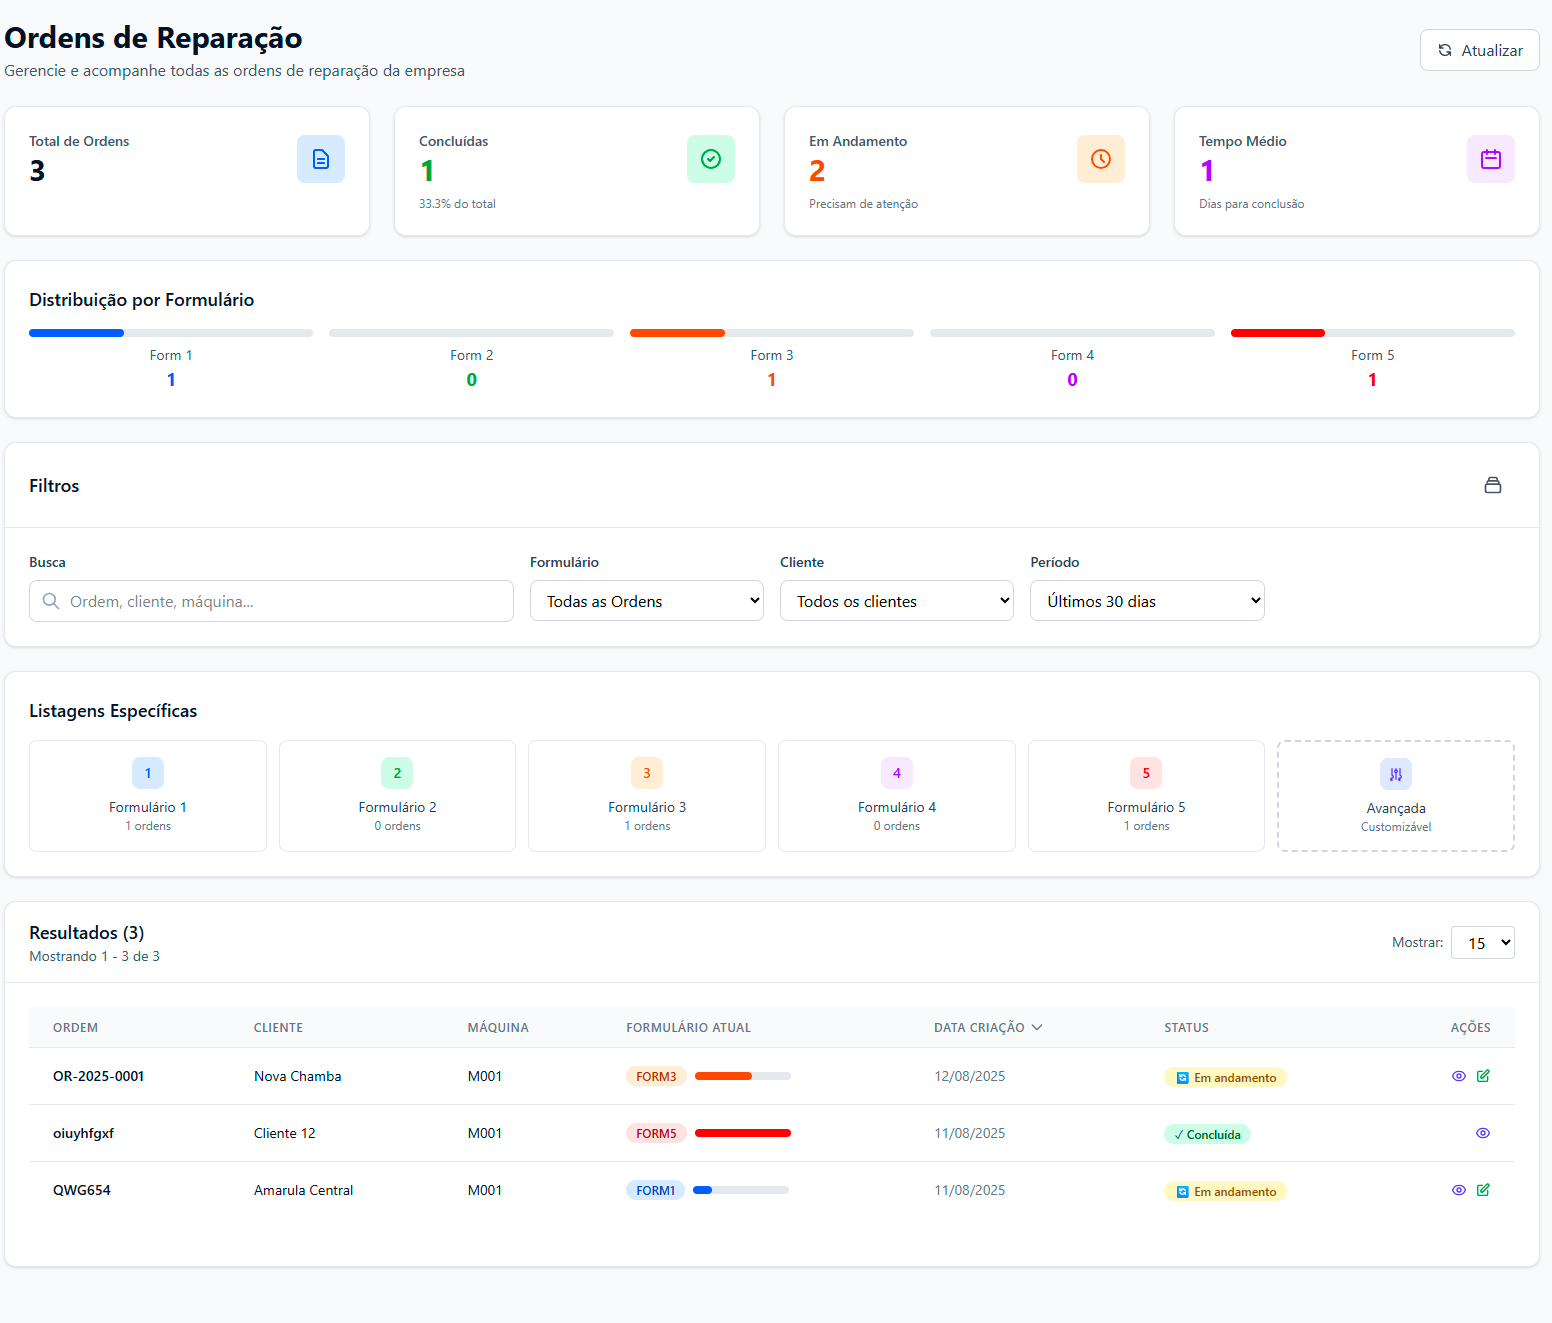 Ordens de Reparação
Gerencie e acompanhe todas as ordens de reparação da empresa
Atualizar
Total de Ordens
3
Concluídas
1
33.3% do total
Em Andamento
2
Precisam de atenção
Tempo Médio
1
Dias para conclusão
Distribuição por Formulário
Form 1
1
Form 2
0
Form 3
1
Form 4
0
Form 5
1
Filtros
Busca
Ordem, cliente, máquina...
Formulário
Todas as Ordens
Cliente
Todos os clientes
Período
Últimos 30 dias
Listagens Específicas
1
Formulário 1
1 ordens
2
Formulário 2
0 ordens
3
Formulário 3
1 ordens
4
Formulário 4
0 ordens
5
Formulário 5
1 ordens
Avançada
Customizável
Resultados (3)
Mostrando 1 - 3 de 3
Mostrar: 15
ORDEM CLIENTE MÁQUINA FORMULÁRIO ATUAL DATA CRIAÇÃO STATUS AÇÕES
OR-2025-0001 Nova Chamba M001 FORM3 12/08/2025 Em andamento
oiuyhfgxf Cliente 12 M001 FORM5 11/08/2025 ✓ Concluída
QWG654 Amarula Central M001 FORM1 11/08/2025 Em andamento